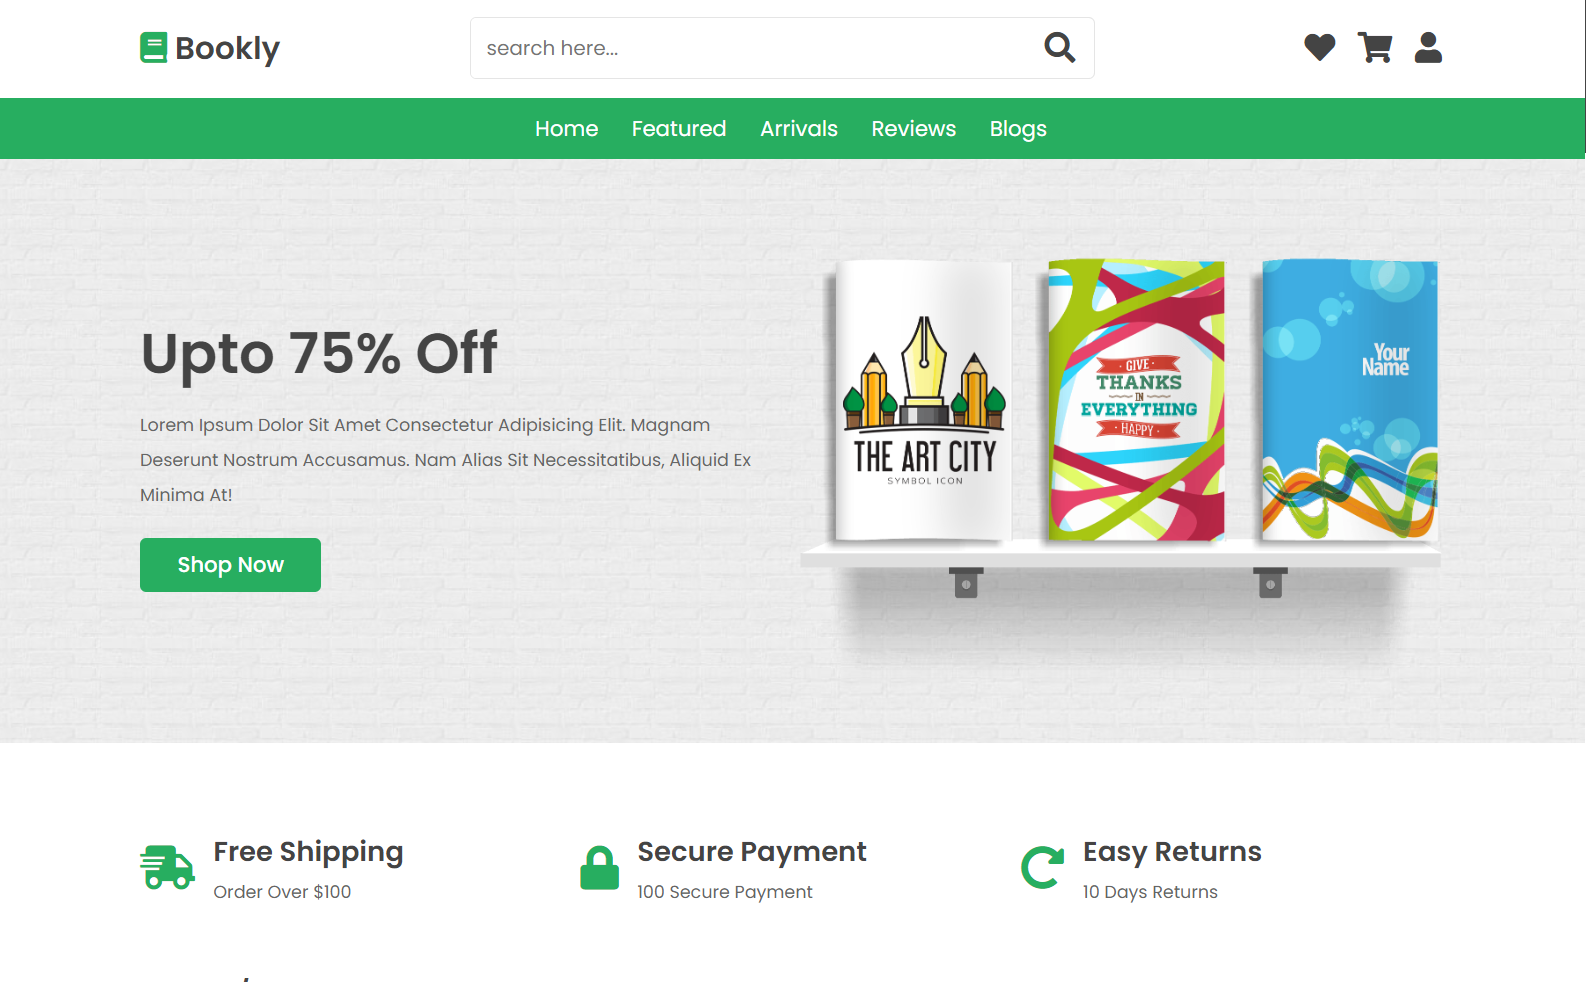 Bookly
search here...
Home Featured Arrivals Reviews Blogs
Upto 75% Off
Lorem Ipsum Dolor Sit Amet Consectetur Adipisicing Elit. Magnam
Deserunt Nostrum Accusamus. Nam Alias Sit Necessitatibus, Aliquid Ex
Minima At!
Shop Now
THE ART CITY
SYMBOL ICON
· GIVE ·
THANKS
IN
EVERYTHING
· HAPPY ·
Your
Name
Free Shipping
Order Over $100
Secure Payment
100 Secure Payment
Easy Returns
10 Days Returns